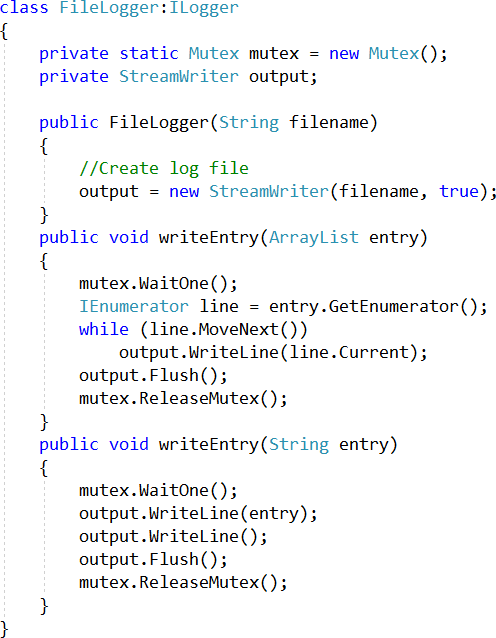 class FileLogger:ILogger
{
    private static Mutex mutex = new Mutex();
    private StreamWriter output;

    public FileLogger(String filename)
    {
        //Create log file
        output = new StreamWriter(filename, true);
    }
    public void writeEntry(ArrayList entry)
    {
        mutex.WaitOne();
        IEnumerator line = entry.GetEnumerator();
        while (line.MoveNext())
            output.WriteLine(line.Current);
        output.Flush();
        mutex.ReleaseMutex();
    }
    public void writeEntry(String entry)
    {
        mutex.WaitOne();
        output.WriteLine(entry);
        output.WriteLine();
        output.Flush();
        mutex.ReleaseMutex();
    }
}